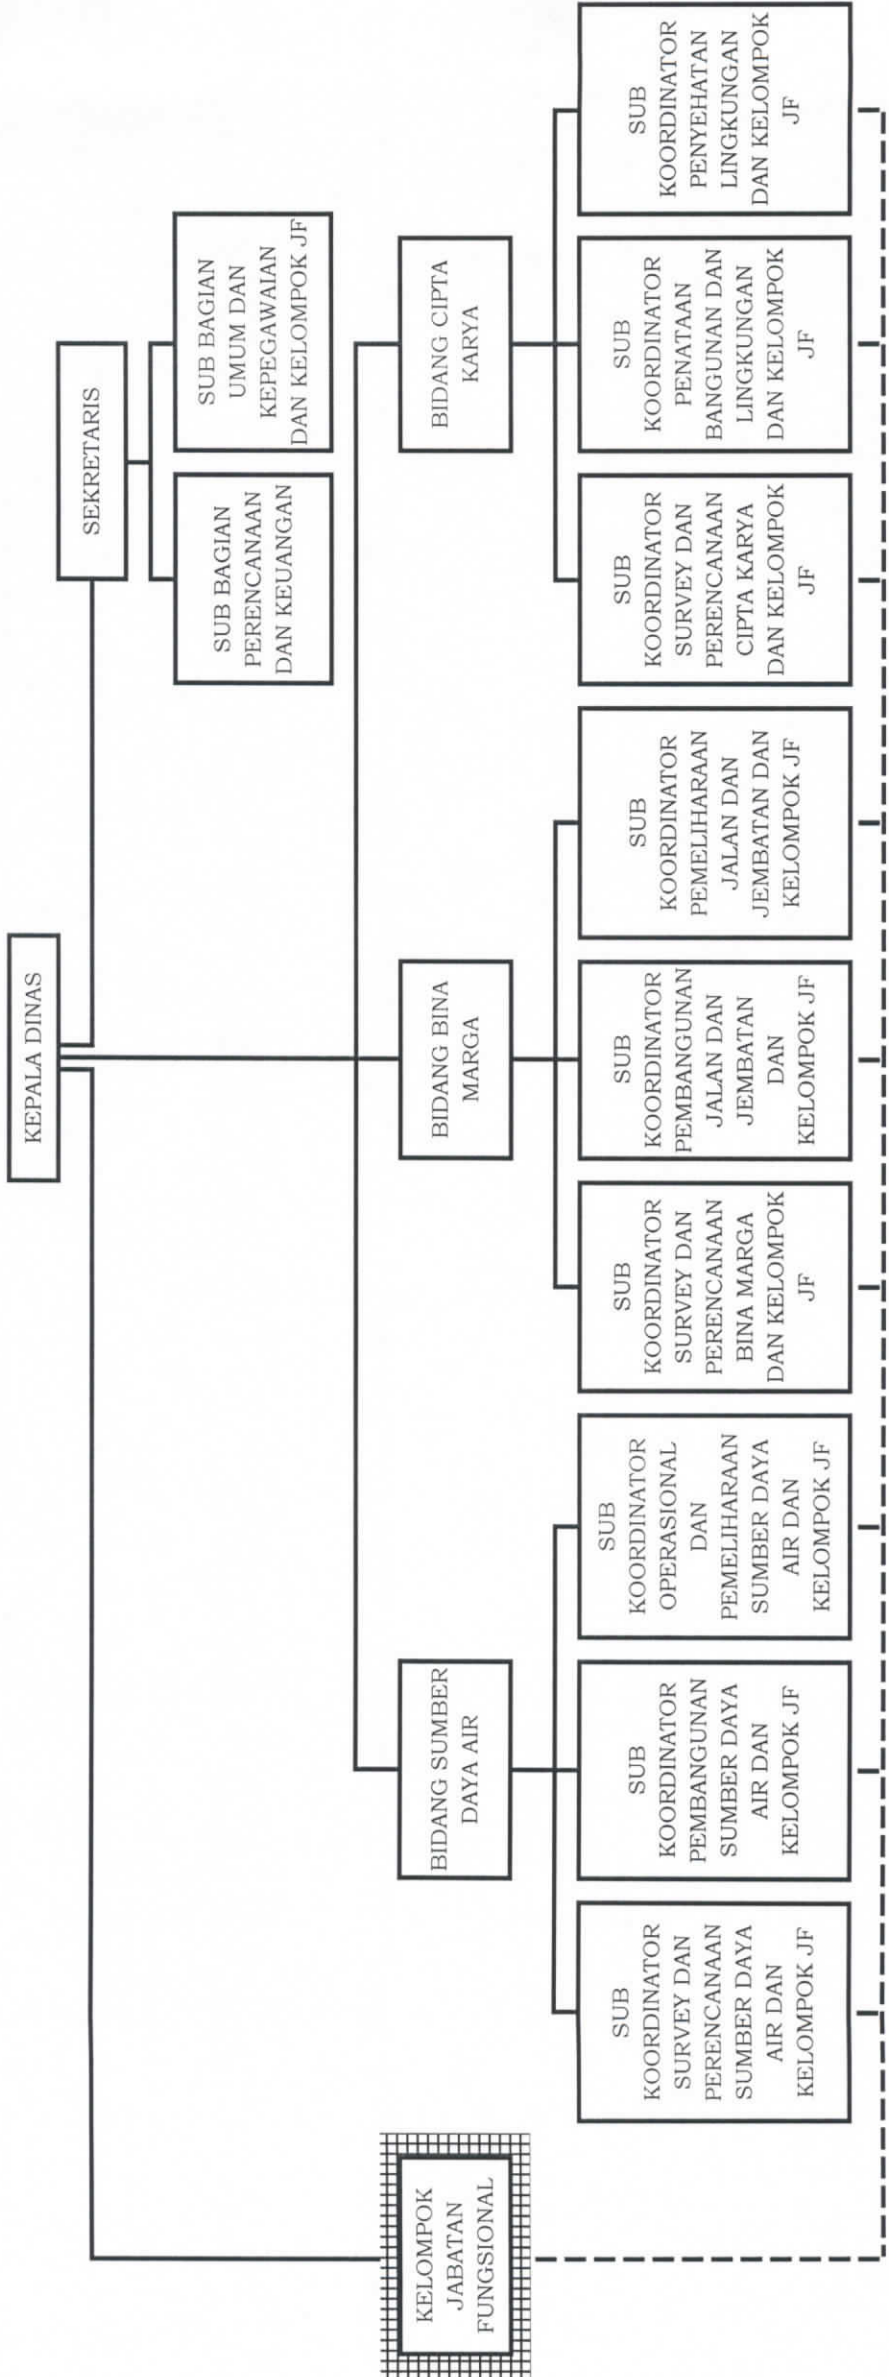 KEPALA DINAS
SEKRETARIS
SUB BAGIAN
PERENCANAAN
DAN KEUANGAN
SUB BAGIAN
UMUM DAN
KEPEGAWAIAN
DAN KELOMPOK JF
KELOMPOK
JABATAN
FUNGSIONAL
BIDANG SUMBER
DAYA AIR
BIDANG BINA
MARGA
BIDANG CIPTA
KARYA
SUB
KOORDINATOR
SURVEY DAN
PERENCANAAN
SUMBER DAYA
AIR DAN
KELOMPOK JF
SUB
KOORDINATOR
PEMBANGUNAN
SUMBER DAYA
AIR DAN
KELOMPOK JF
SUB
KOORDINATOR
OPERASIONAL
DAN
PEMELIHARAAN
SUMBER DAYA
AIR DAN
KELOMPOK JF
SUB
KOORDINATOR
SURVEY DAN
PERENCANAAN
BINA MARGA
DAN KELOMPOK
JF
SUB
KOORDINATOR
PEMBANGUNAN
JALAN DAN
JEMBATAN
DAN
KELOMPOK JF
SUB
KOORDINATOR
PEMELIHARAAN
JALAN DAN
JEMBATAN DAN
KELOMPOK JF
SUB
KOORDINATOR
SURVEY DAN
PERENCANAAN
CIPTA KARYA
DAN KELOMPOK
JF
SUB
KOORDINATOR
PENATAAN
BANGUNAN DAN
LINGKUNGAN
DAN KELOMPOK
JF
SUB
KOORDINATOR
PENYEHATAN
LINGKUNGAN
DAN KELOMPOK
JF